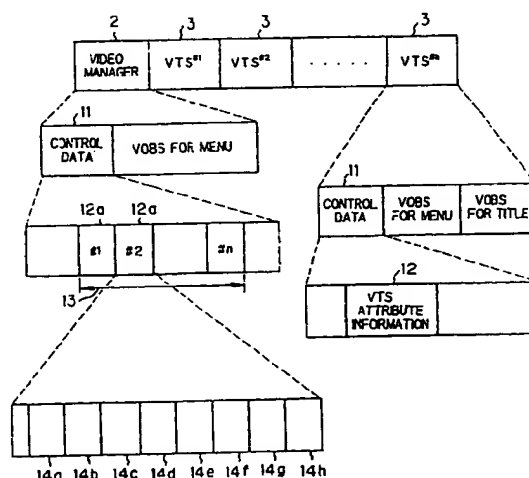 2 3 3 3
VIDEO
MANAGER
VTS#1
VTS#2
. . . . .
VTS#n
11
CONTROL
DATA
VOBS FOR MENU
11
CONTROL
DATA
VOBS
FOR MENU
VOBS
FOR TITLE
12a 12a
#1 #2 #n
13
12
VTS
ATTRIBUTE
INFORMATION
14a 14b 14c 14d 14e 14f 14g 14h